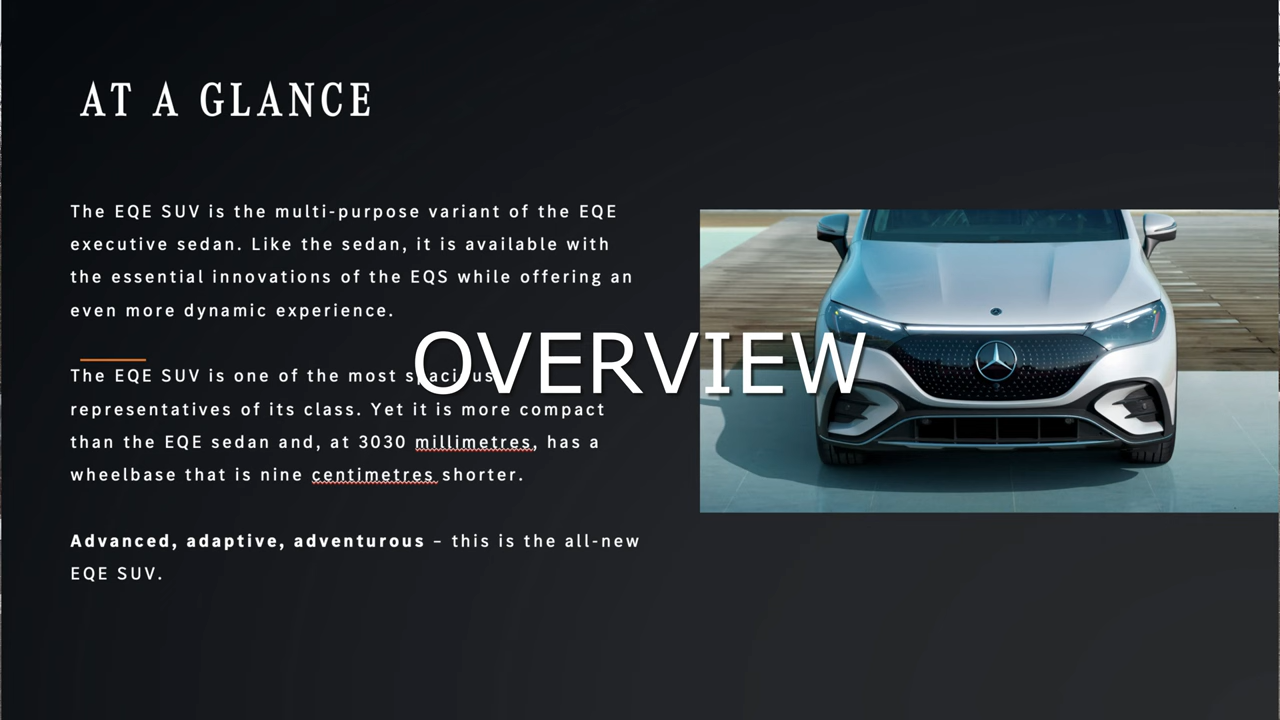 AT A GLANCE
The EQE SUV is the multi-purpose variant of the EQE
executive sedan. Like the sedan, it is available with
the essential innovations of the EQS while offering an
even more dynamic experience.
OVERVIEW
The EQE SUV is one of the most spacious
representatives of its class. Yet it is more compact
than the EQE sedan and, at 3030 millimetres, has a
wheelbase that is nine centimetres shorter.
Advanced, adaptive, adventurous – this is the all-new
EQE SUV.